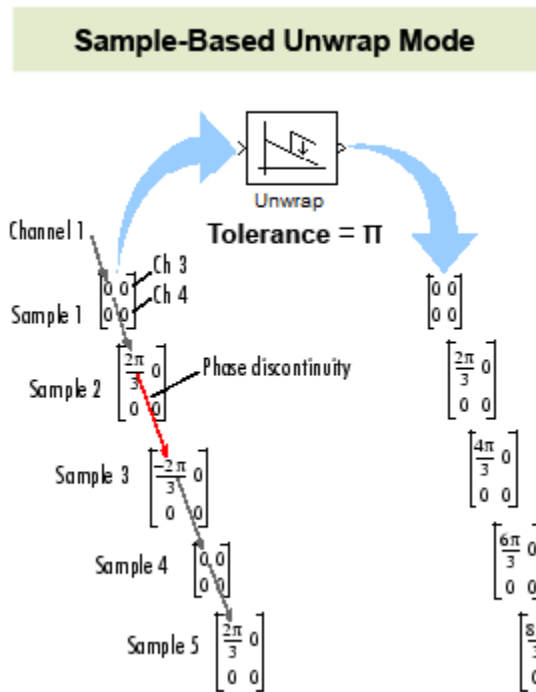 Sample-Based Unwrap Mode
Unwrap
Tolerance = π
Channel 1
Ch 3
Ch 4
Sample 1
0 0
0 0
0 0
0 0
Sample 2
2π/3 0
0 0
Phase discontinuity
2π/3 0
0 0
Sample 3
-2π/3 0
0 0
4π/3 0
0 0
Sample 4
0 0
0 0
6π/3 0
0 0
Sample 5
2π/3 0
0 0
8
0